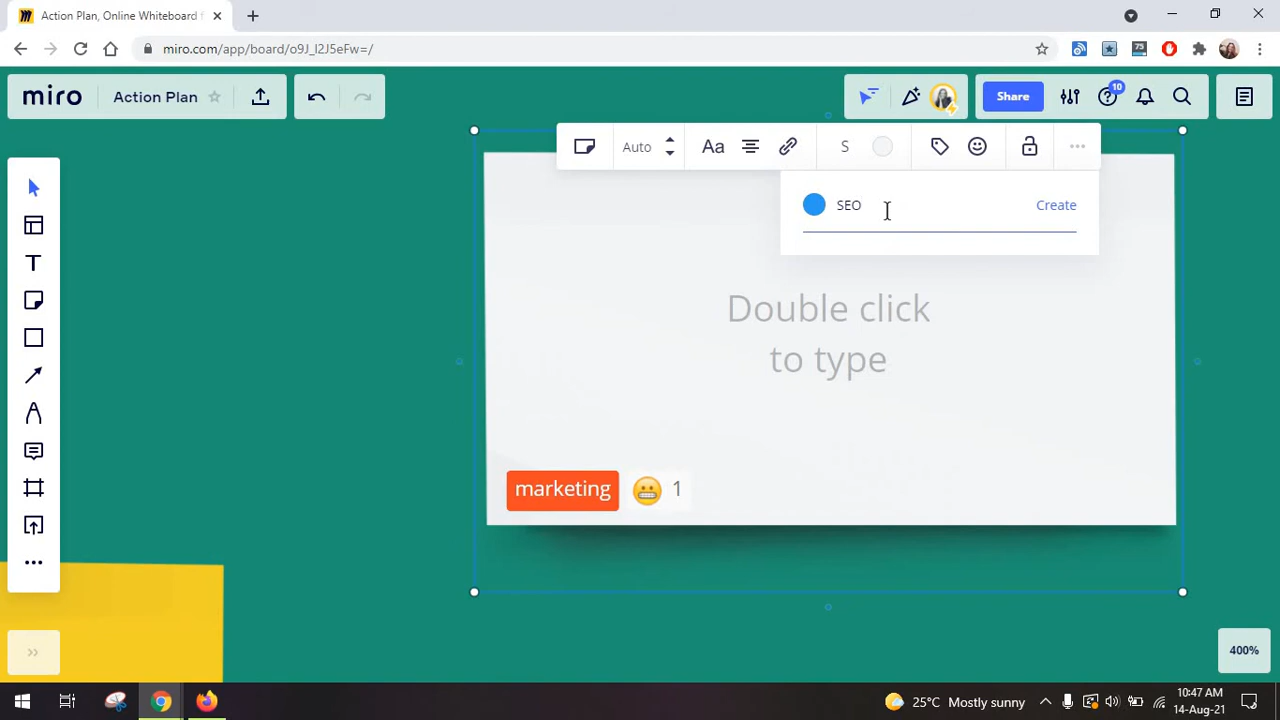 Action Plan, Online Whiteboard f
miro.com/app/board/o9J_l2J5eFw=/
75
miro
Action Plan
Share
10
Auto
Aa
S
SEO
Create
Double click
to type
marketing
1
400%
25°C Mostly sunny
10:47 AM
14-Aug-21